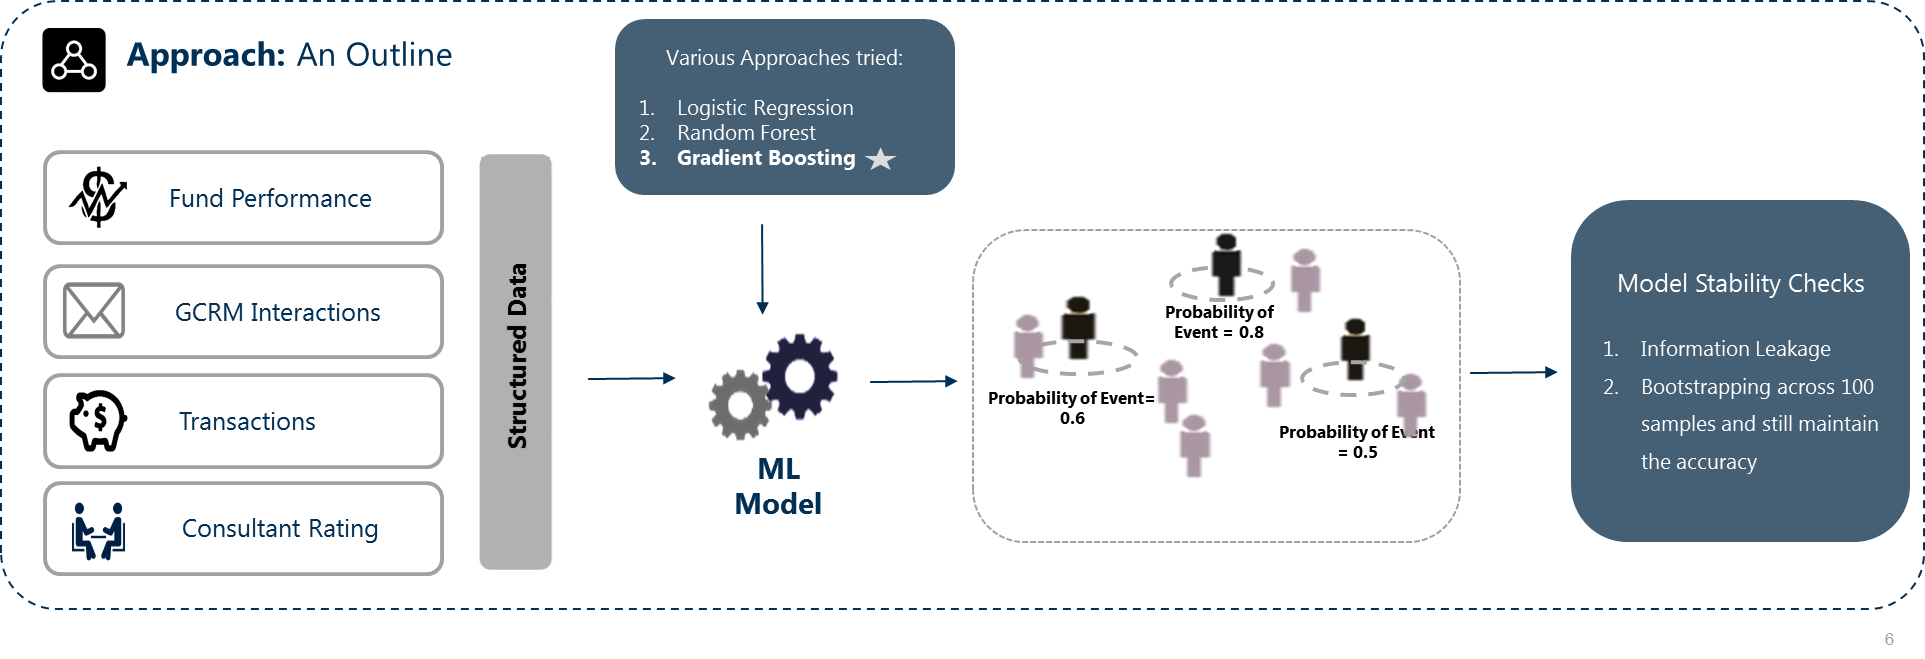 Approach: An Outline
Various Approaches tried:
1. Logistic Regression
2. Random Forest
3. Gradient Boosting
Fund Performance
GCRM Interactions
Transactions
Consultant Rating
Structured Data
ML
Model
Probability of
Event = 0.8
Probability of Event=
0.6
Probability of Event
= 0.5
Model Stability Checks
1. Information Leakage
2. Bootstrapping across 100
samples and still maintain
the accuracy
6